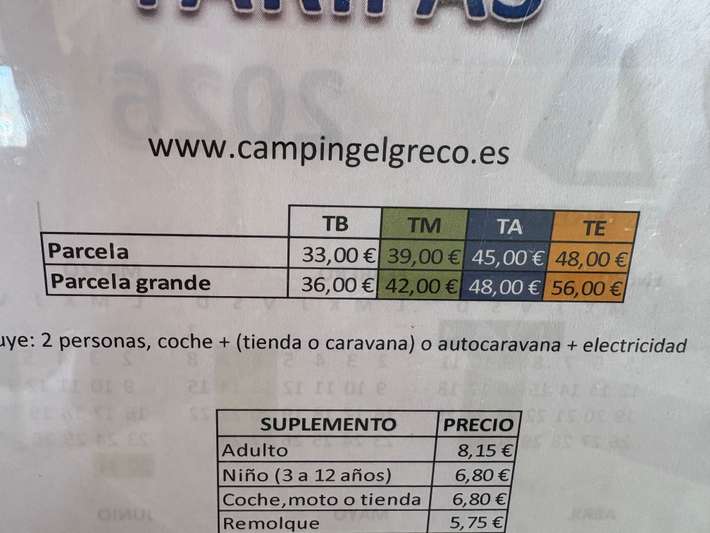 TARIFAS
www.campingelgreco.es
TB TM TA TE
Parcela 33,00 € 39,00 € 45,00 € 48,00 €
Parcela grande 36,00 € 42,00 € 48,00 € 56,00 €
uye: 2 personas, coche + (tienda o caravana) o autocaravana + electricidad
SUPLEMENTO PRECIO
Adulto 8,15 €
Niño (3 a 12 años) 6,80 €
Coche,moto o tienda 6,80 €
Remolque 5,75 €